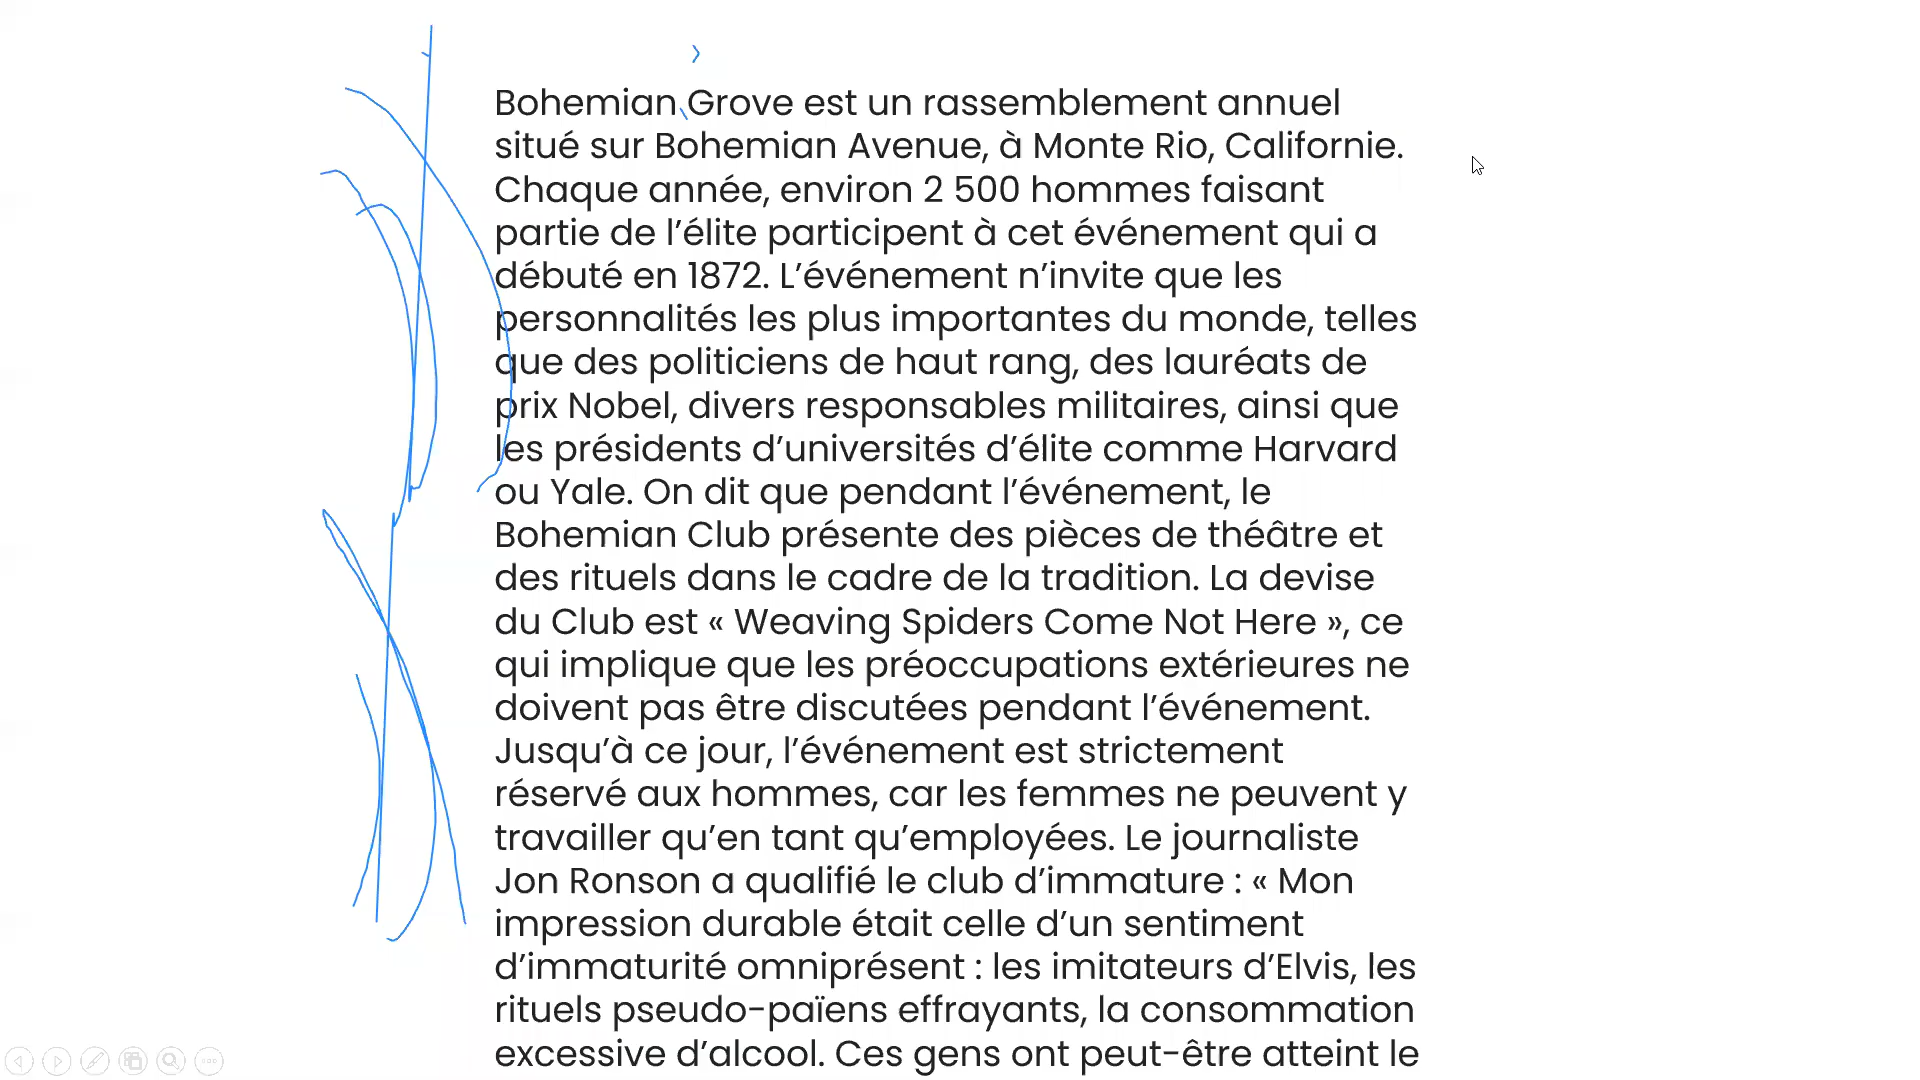 Bohemian Grove est un rassemblement annuel
situé sur Bohemian Avenue, à Monte Rio, Californie.
Chaque année, environ 2 500 hommes faisant
partie de l’élite participent à cet événement qui a
débuté en 1872. L’événement n’invite que les
personnalités les plus importantes du monde, telles
que des politiciens de haut rang, des lauréats de
prix Nobel, divers responsables militaires, ainsi que
les présidents d’universités d’élite comme Harvard
ou Yale. On dit que pendant l’événement, le
Bohemian Club présente des pièces de théâtre et
des rituels dans le cadre de la tradition. La devise
du Club est « Weaving Spiders Come Not Here », ce
qui implique que les préoccupations extérieures ne
doivent pas être discutées pendant l’événement.
Jusqu’à ce jour, l’événement est strictement
réservé aux hommes, car les femmes ne peuvent y
travailler qu’en tant qu’employées. Le journaliste
Jon Ronson a qualifié le club d’immature : « Mon
impression durable était celle d’un sentiment
d’immaturité omniprésent : les imitateurs d’Elvis, les
rituels pseudo-païens effrayants, la consommation
excessive d’alcool. Ces gens ont peut-être atteint le